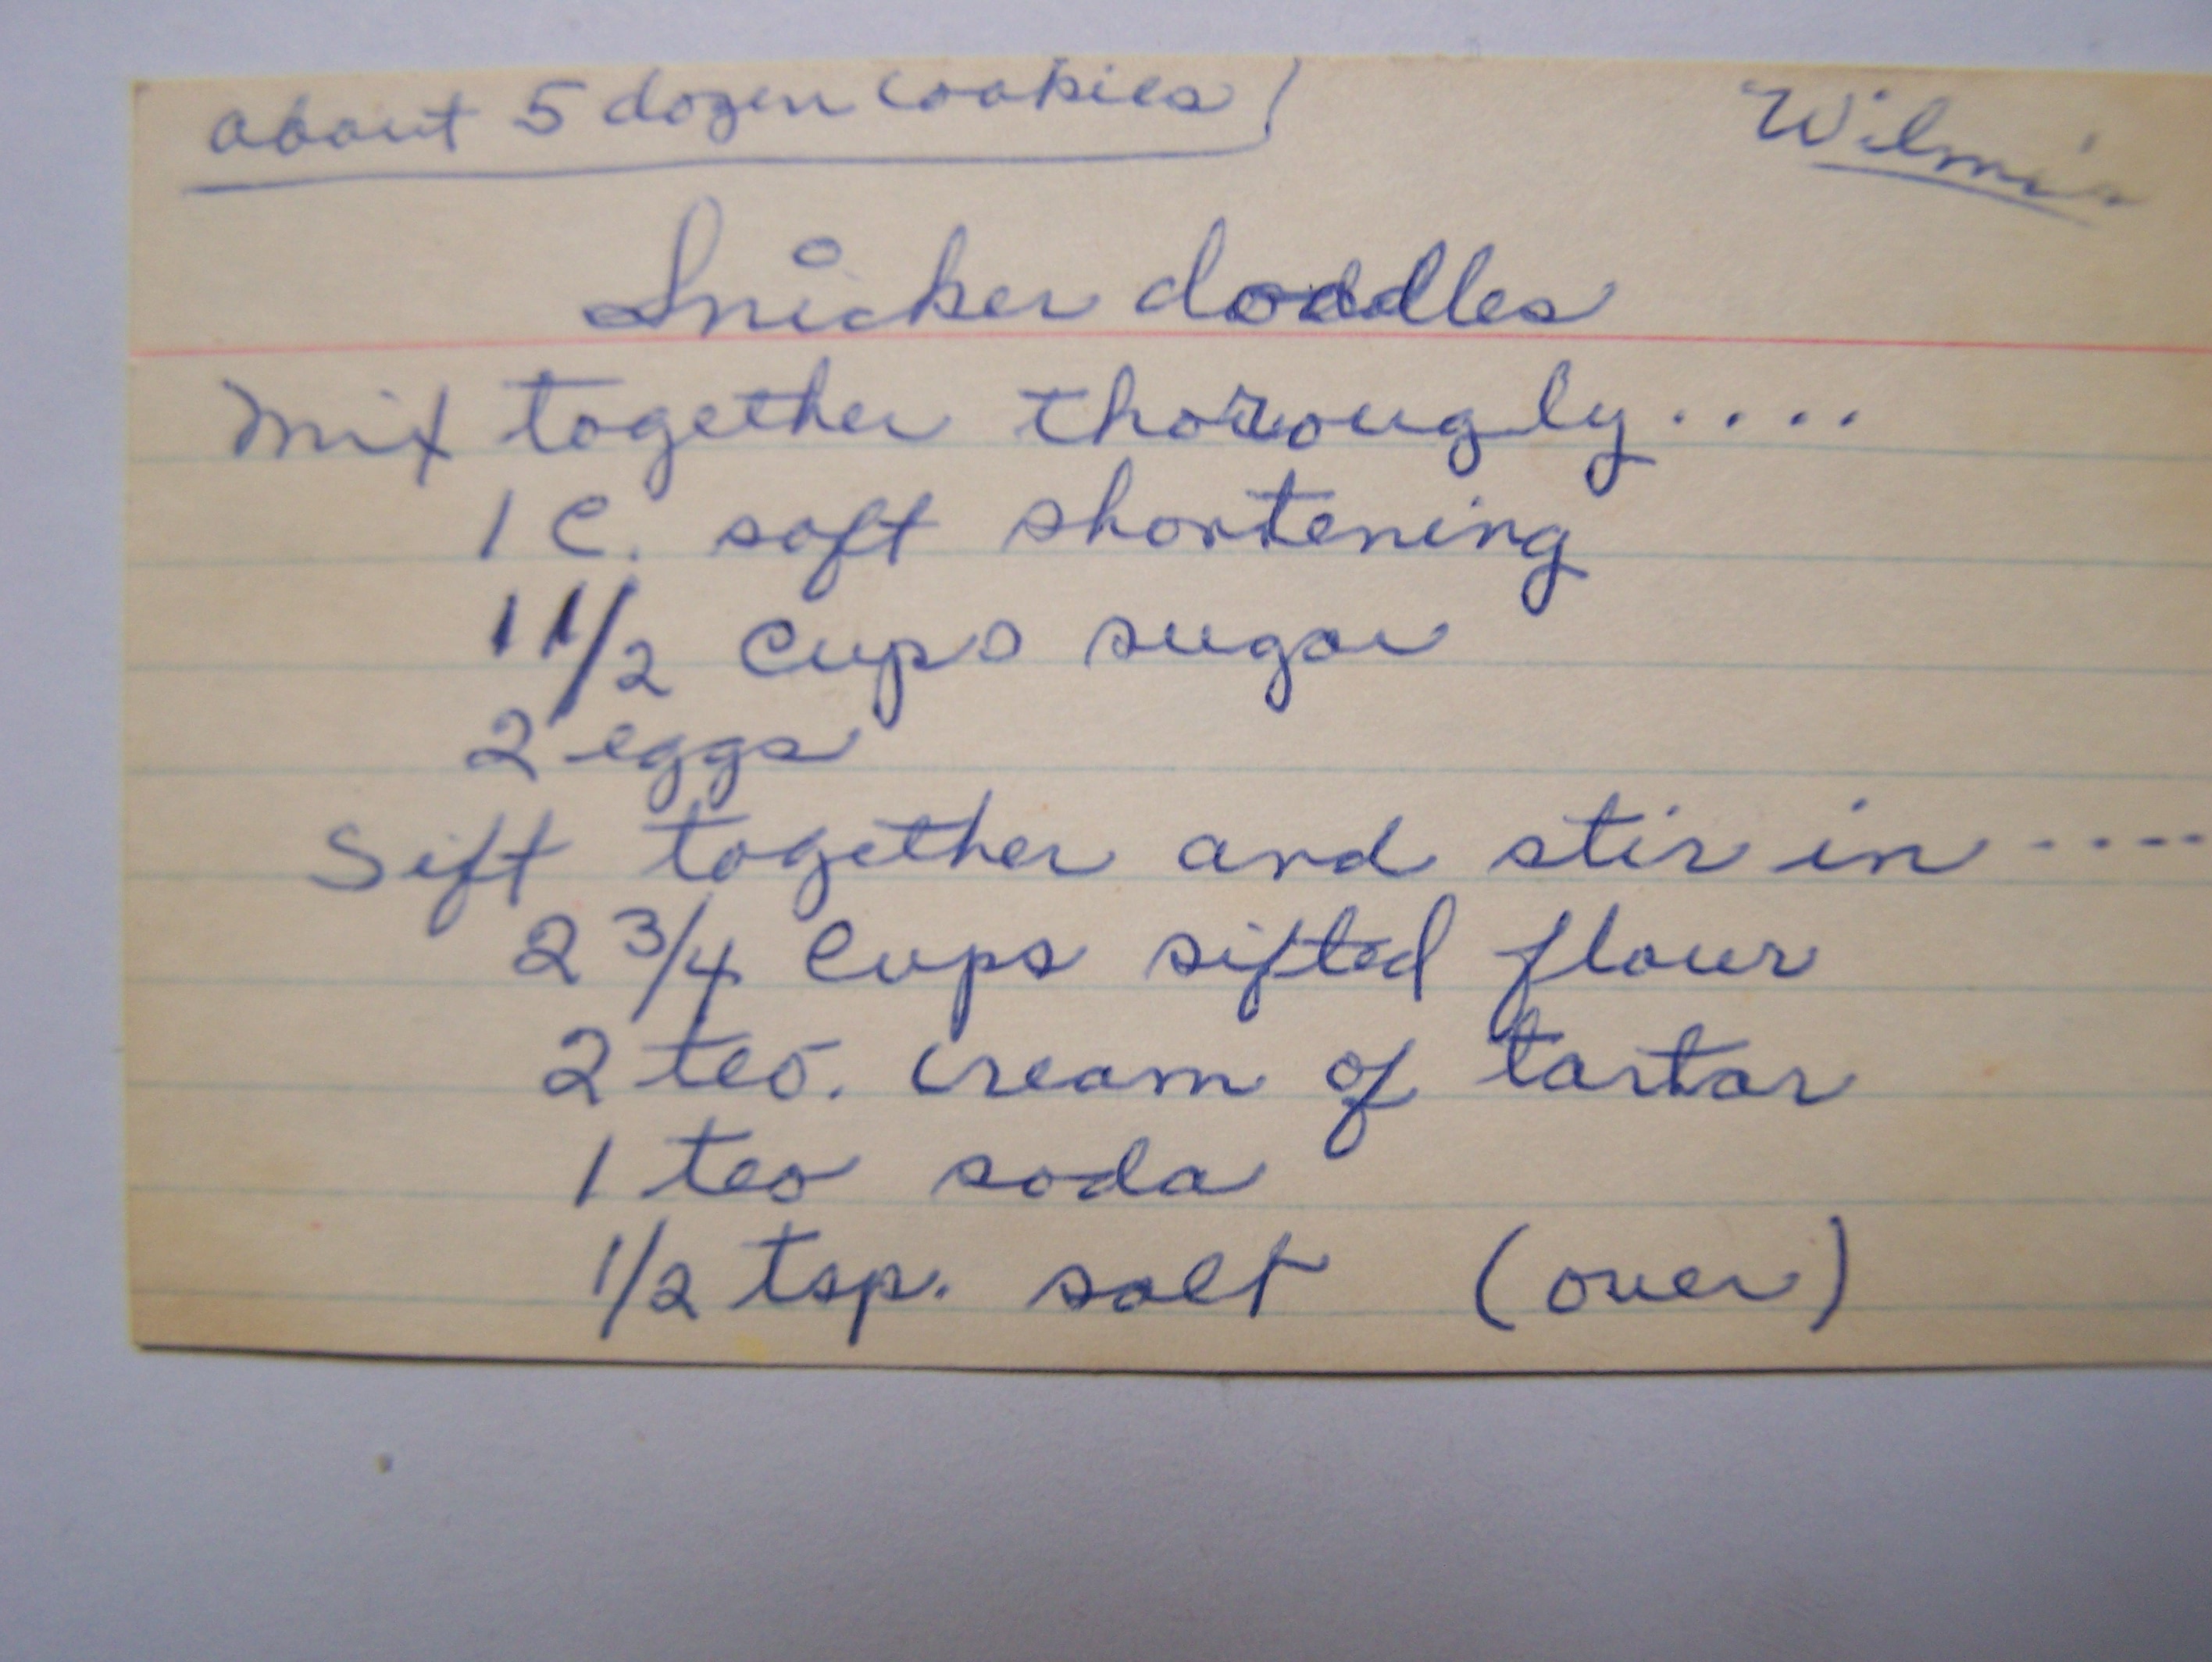 about 5 dozen cookies
Snicker doodles
Mix together thorougly....
1 C. soft shortening
1 1/2 cups sugar
2 eggs
Sift together and stir in -----
2 3/4 Cups sifted flour
2 tes. cream of tartar
1 tes soda
1/2 tsp. salt (over)